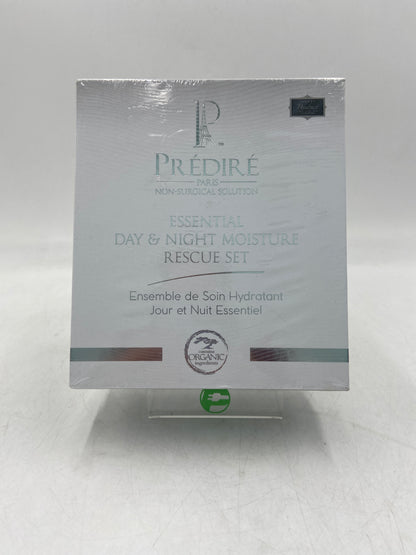 PRÉDIRÉ
PARIS
NON-SURGICAL SOLUTION
ESSENTIAL
DAY & NIGHT MOISTURE
RESCUE SET
Ensemble de Soin Hydratant
Jour et Nuit Essentiel
ORGANIC
ingredients